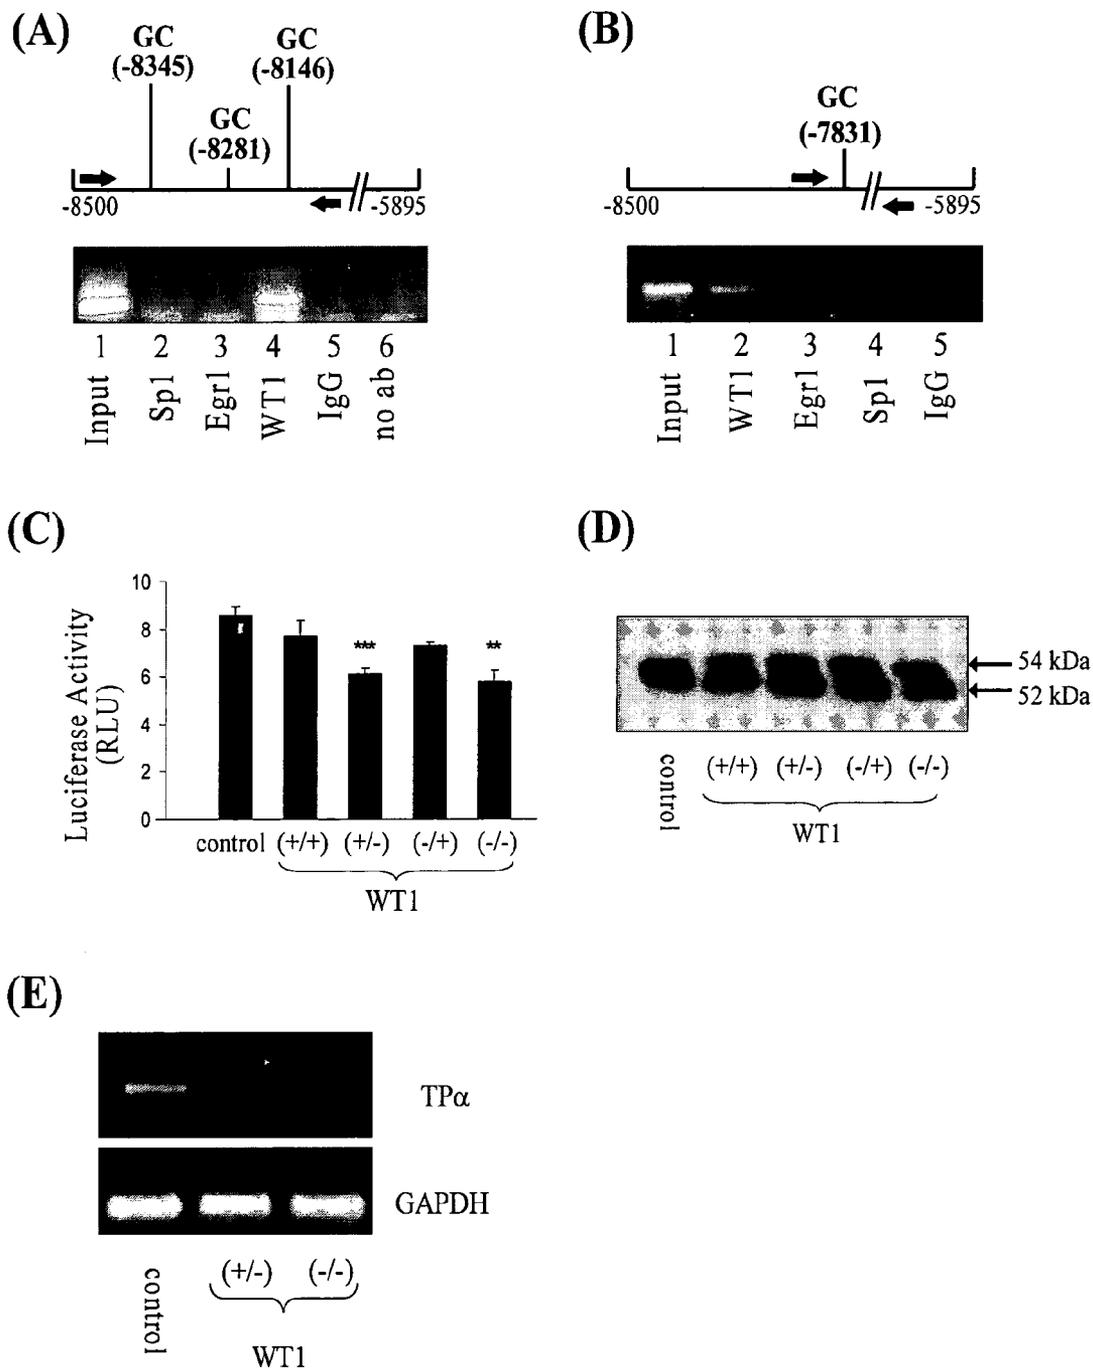 (A)
GC
(-8345)
GC
(-8146)
GC
(-8281)
-8500
-5895
1 2 3 4 5 6
Input Sp1 Egr1 WT1 IgG no ab
(B)
GC
(-7831)
-8500
-5895
1 2 3 4 5
Input WT1 Egr1 Sp1 IgG
(C)
Luciferase Activity
(RLU)
10
8
6
4
2
0
***
**
control (+/+) (+/-) (-/+) (-/-)
WT1
(D)
54 kDa
52 kDa
control (+/+) (+/-) (-/+) (-/-)
WT1
(E)
TPα
GAPDH
control (+/-) (-/-)
WT1